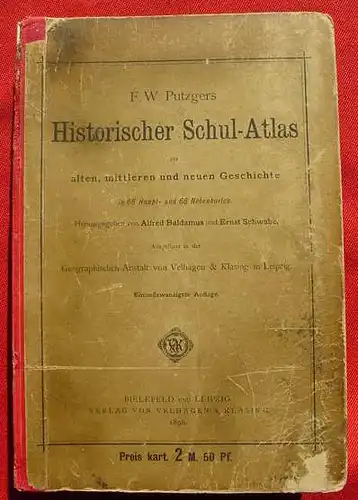 F. W. Putzgers
Historischer Schul-Atlas
zur
alten, mittleren und neuen Geschichte
in 66 Haupt- und 66 Nebenkarten.
Herausgegeben von Alfred Baldamus und Ernst Schwabe.
Ausgeführt in der
Geographischen Anstalt von Velhagen & Klasing in Leipzig.
Einundzwanzigste Auflage.
BIELEFELD und LEIPZIG
VERLAG VON VELHAGEN & KLASING
Preis kart. 2 M. 50 Pf.